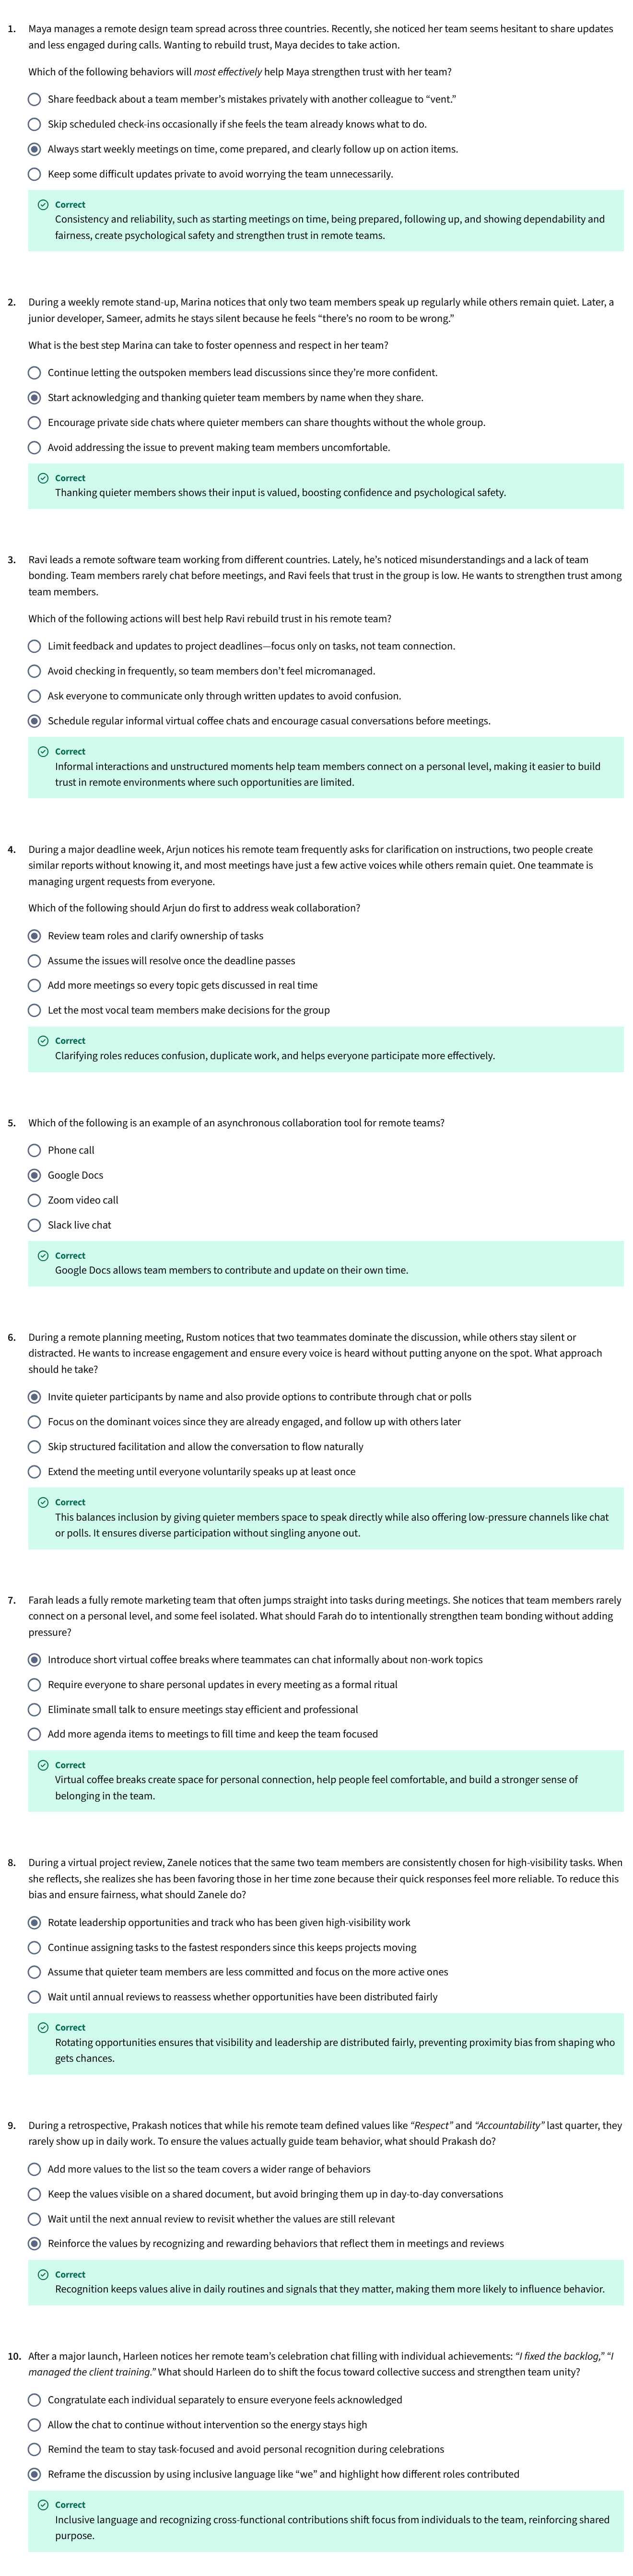 1. Maya manages a remote design team spread across three countries. Recently, she noticed her team seems hesitant to share updates
and less engaged during calls. Wanting to rebuild trust, Maya decides to take action.
Which of the following behaviors will most effectively help Maya strengthen trust with her team?
Share feedback about a team member’s mistakes privately with another colleague to “vent.”
Skip scheduled check-ins occasionally if she feels the team already knows what to do.
Always start weekly meetings on time, come prepared, and clearly follow up on action items.
Keep some difficult updates private to avoid worrying the team unnecessarily.
Correct
Consistency and reliability, such as starting meetings on time, being prepared, following up, and showing dependability and
fairness, create psychological safety and strengthen trust in remote teams.
2. During a weekly remote stand-up, Marina notices that only two team members speak up regularly while others remain quiet. Later, a
junior developer, Sameer, admits he stays silent because he feels “there’s no room to be wrong.”
What is the best step Marina can take to foster openness and respect in her team?
Continue letting the outspoken members lead discussions since they’re more confident.
Start acknowledging and thanking quieter team members by name when they share.
Encourage private side chats where quieter members can share thoughts without the whole group.
Avoid addressing the issue to prevent making team members uncomfortable.
Correct
Thanking quieter members shows their input is valued, boosting confidence and psychological safety.
3. Ravi leads a remote software team working from different countries. Lately, he’s noticed misunderstandings and a lack of team
bonding. Team members rarely chat before meetings, and Ravi feels that trust in the group is low. He wants to strengthen trust among
team members.
Which of the following actions will best help Ravi rebuild trust in his remote team?
Limit feedback and updates to project deadlines—focus only on tasks, not team connection.
Avoid checking in frequently, so team members don’t feel micromanaged.
Ask everyone to communicate only through written updates to avoid confusion.
Schedule regular informal virtual coffee chats and encourage casual conversations before meetings.
Correct
Informal interactions and unstructured moments help team members connect on a personal level, making it easier to build
trust in remote environments where such opportunities are limited.
4. During a major deadline week, Arjun notices his remote team frequently asks for clarification on instructions, two people create
similar reports without knowing it, and most meetings have just a few active voices while others remain quiet. One teammate is
managing urgent requests from everyone.
Which of the following should Arjun do first to address weak collaboration?
Review team roles and clarify ownership of tasks
Assume the issues will resolve once the deadline passes
Add more meetings so every topic gets discussed in real time
Let the most vocal team members make decisions for the group
Correct
Clarifying roles reduces confusion, duplicate work, and helps everyone participate more effectively.
5. Which of the following is an example of an asynchronous collaboration tool for remote teams?
Phone call
Google Docs
Zoom video call
Slack live chat
Correct
Google Docs allows team members to contribute and update on their own time.
6. During a remote planning meeting, Rustom notices that two teammates dominate the discussion, while others stay silent or
distracted. He wants to increase engagement and ensure every voice is heard without putting anyone on the spot. What approach
should he take?
Invite quieter participants by name and also provide options to contribute through chat or polls
Focus on the dominant voices since they are already engaged, and follow up with others later
Skip structured facilitation and allow the conversation to flow naturally
Extend the meeting until everyone voluntarily speaks up at least once
Correct
This balances inclusion by giving quieter members space to speak directly while also offering low-pressure channels like chat
or polls. It ensures diverse participation without singling anyone out.
7. Farah leads a fully remote marketing team that often jumps straight into tasks during meetings. She notices that team members rarely
connect on a personal level, and some feel isolated. What should Farah do to intentionally strengthen team bonding without adding
pressure?
Introduce short virtual coffee breaks where teammates can chat informally about non-work topics
Require everyone to share personal updates in every meeting as a formal ritual
Eliminate small talk to ensure meetings stay efficient and professional
Add more agenda items to meetings to fill time and keep the team focused
Correct
Virtual coffee breaks create space for personal connection, help people feel comfortable, and build a stronger sense of
belonging in the team.
8. During a virtual project review, Zanele notices that the same two team members are consistently chosen for high-visibility tasks. When
she reflects, she realizes she has been favoring those in her time zone because their quick responses feel more reliable. To reduce this
bias and ensure fairness, what should Zanele do?
Rotate leadership opportunities and track who has been given high-visibility work
Continue assigning tasks to the fastest responders since this keeps projects moving
Assume that quieter team members are less committed and focus on the more active ones
Wait until annual reviews to reassess whether opportunities have been distributed fairly
Correct
Rotating opportunities ensures that visibility and leadership are distributed fairly, preventing proximity bias from shaping who
gets chances.
9. During a retrospective, Prakash notices that while his remote team defined values like “Respect” and “Accountability” last quarter, they
rarely show up in daily work. To ensure the values actually guide team behavior, what should Prakash do?
Add more values to the list so the team covers a wider range of behaviors
Keep the values visible on a shared document, but avoid bringing them up in day-to-day conversations
Wait until the next annual review to revisit whether the values are still relevant
Reinforce the values by recognizing and rewarding behaviors that reflect them in meetings and reviews
Correct
Recognition keeps values alive in daily routines and signals that they matter, making them more likely to influence behavior.
10. After a major launch, Harleen notices her remote team’s celebration chat filling with individual achievements: “I fixed the backlog,” “I
managed the client training.” What should Harleen do to shift the focus toward collective success and strengthen team unity?
Congratulate each individual separately to ensure everyone feels acknowledged
Allow the chat to continue without intervention so the energy stays high
Remind the team to stay task-focused and avoid personal recognition during celebrations
Reframe the discussion by using inclusive language like “we” and highlight how different roles contributed
Correct
Inclusive language and recognizing cross-functional contributions shift focus from individuals to the team, reinforcing shared
purpose.